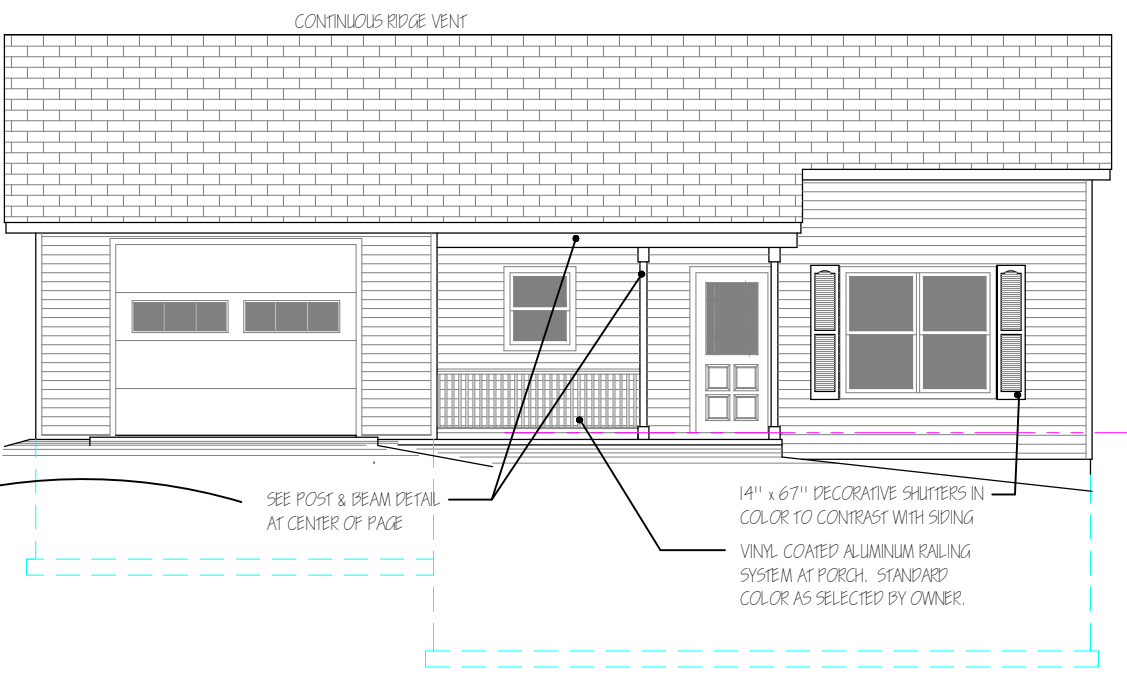 CONTINUOUS RIDGE VENT
SEE POST & BEAM DETAIL
AT CENTER OF PAGE
14" x 67" DECORATIVE SHUTTERS IN
COLOR TO CONTRAST WITH SIDING
VINYL COATED ALUMINUM RAILING
SYSTEM AT PORCH. STANDARD
COLOR AS SELECTED BY OWNER.